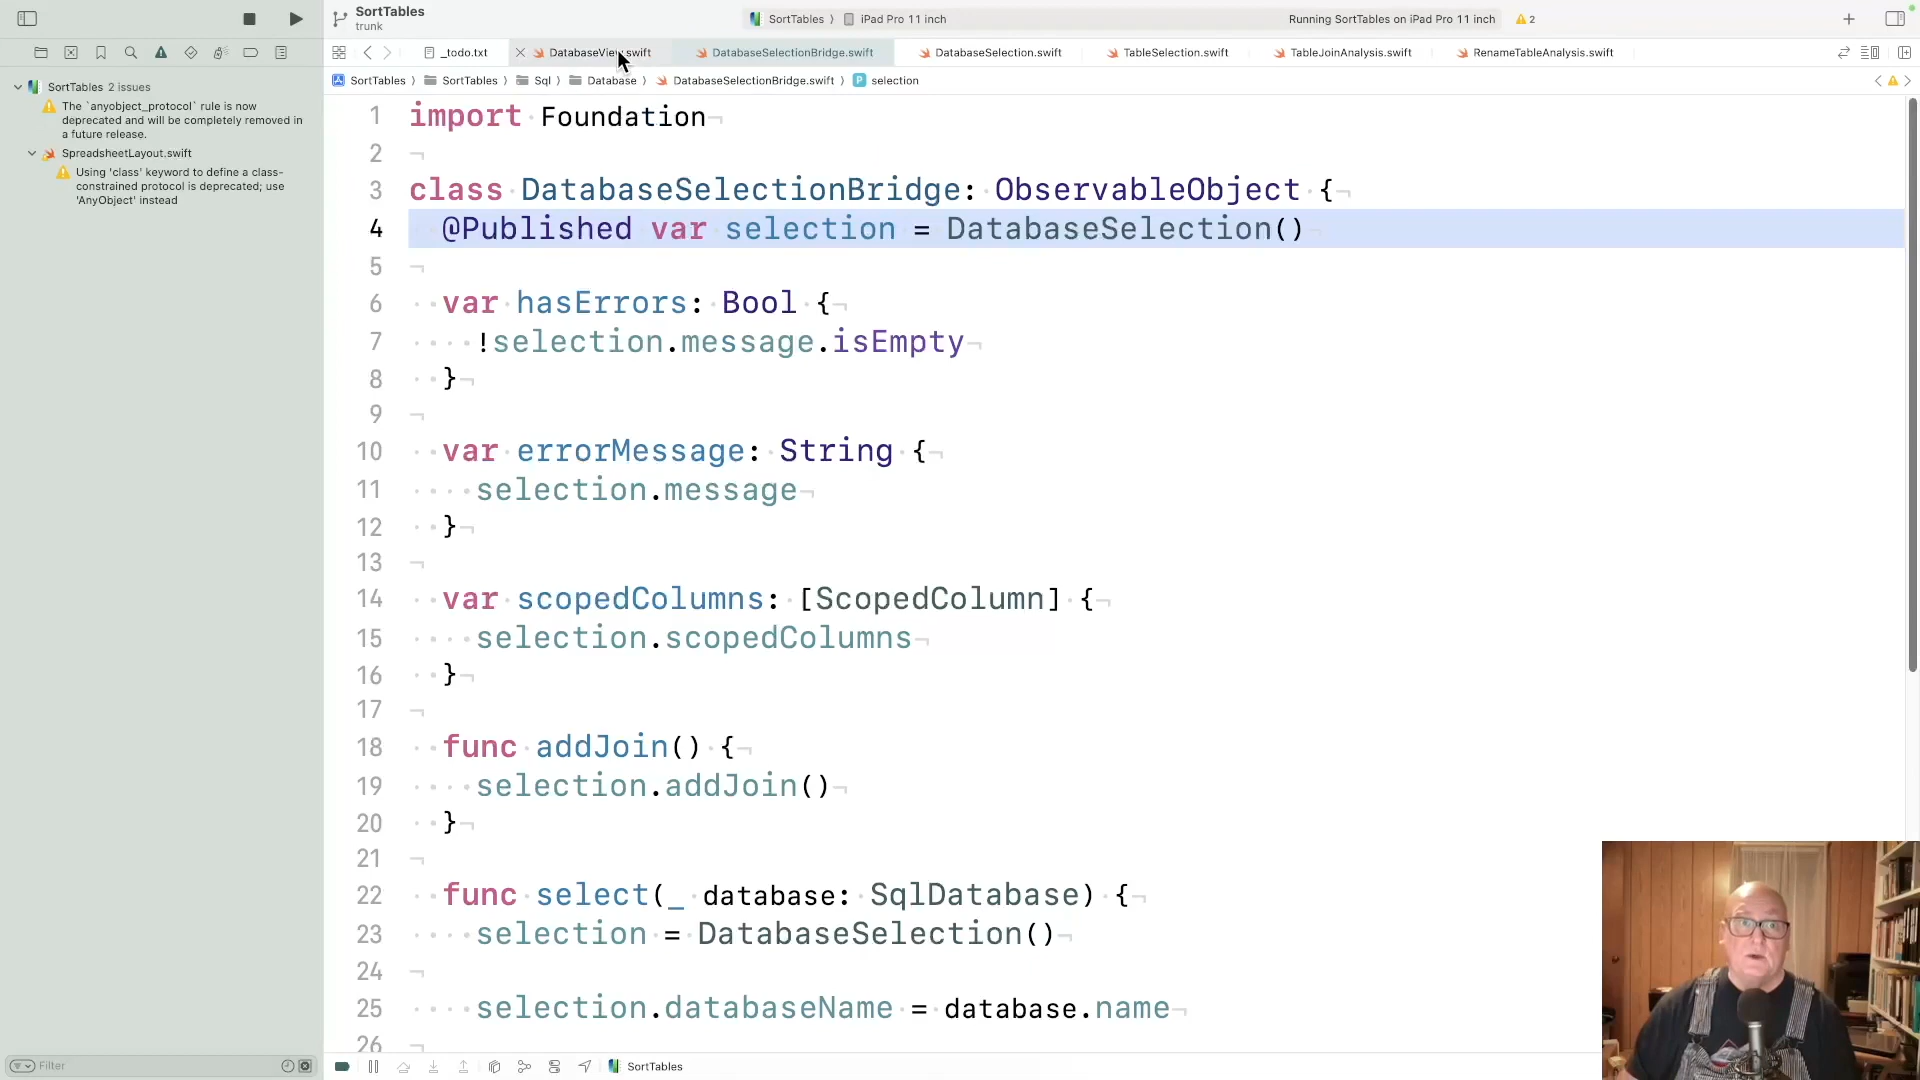 SortTables
trunk
SortTables 〉 iPad Pro 11 inch
Running SortTables on iPad Pro 11 inch
2
_todo.txt
DatabaseView.swift
DatabaseSelectionBridge.swift
DatabaseSelection.swift
TableSelection.swift
TableJoinAnalysis.swift
RenameTableAnalysis.swift
SortTables 〉 SortTables 〉 Sql 〉 Database 〉 DatabaseSelectionBridge.swift 〉 P selection
SortTables 2 issues
The `anyobject_protocol` rule is now
deprecated and will be completely removed in
a future release.
SpreadsheetLayout.swift
Using 'class' keyword to define a class-
constrained protocol is deprecated; use
'AnyObject' instead
1 import Foundation
2
3 class DatabaseSelectionBridge: ObservableObject {
4 @Published var selection = DatabaseSelection()
5
6 var hasErrors: Bool {
7 !selection.message.isEmpty
8 }
9
10 var errorMessage: String {
11 selection.message
12 }
13
14 var scopedColumns: [ScopedColumn] {
15 selection.scopedColumns
16 }
17
18 func addJoin() {
19 selection.addJoin()
20 }
21
22 func select(_ database: SqlDatabase) {
23 selection = DatabaseSelection()
24
25 selection.databaseName = database.name
26
Filter
SortTables